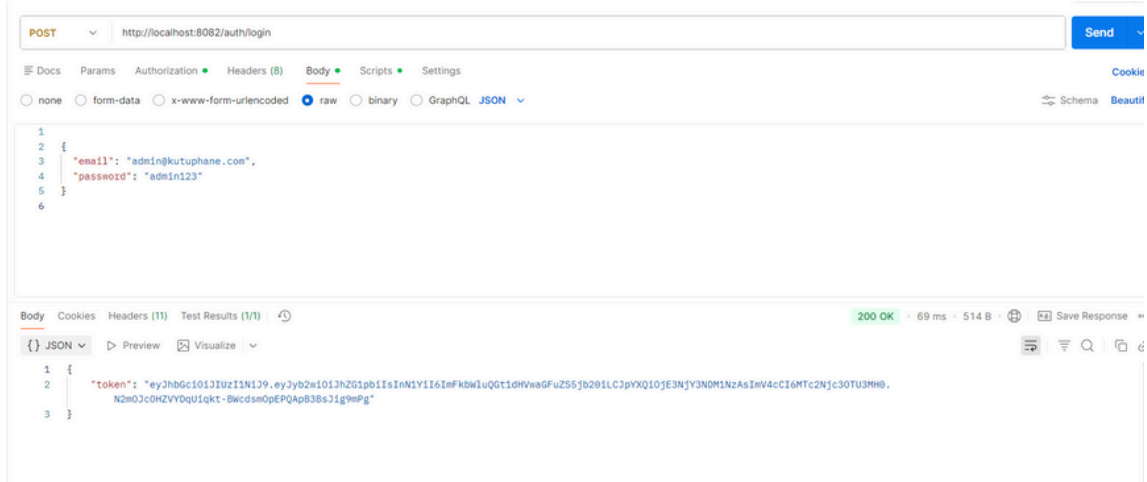 POST http://localhost:8082/auth/login Send
Docs Params Authorization Headers (8) Body Scripts Settings Cookie
none form-data x-www-form-urlencoded raw binary GraphQL JSON Schema Beautif
1
2 {
3 "email": "admin@kutuphane.com",
4 "password": "admin123"
5 }
6
Body Cookies Headers (11) Test Results (1/1) 200 OK 69 ms 514 B Save Response
{} JSON Preview Visualize
1 {
2 "token": "eyJhbGciOiJIUzI1NiJ9.eyJyb2wiOiJhZG1pbiIsInN1YiI6ImFkbWluQGt1dHVwaGFuZS5jb20iLCJpYXQiOjE3NjY3NDM1NzAsImV4cCI6MTc2Njc3OTU3MH0.
N2mOJcOHZVYDqUiqkt-BWcdsmOpEPQApB3BsJig9mPg"
3 }